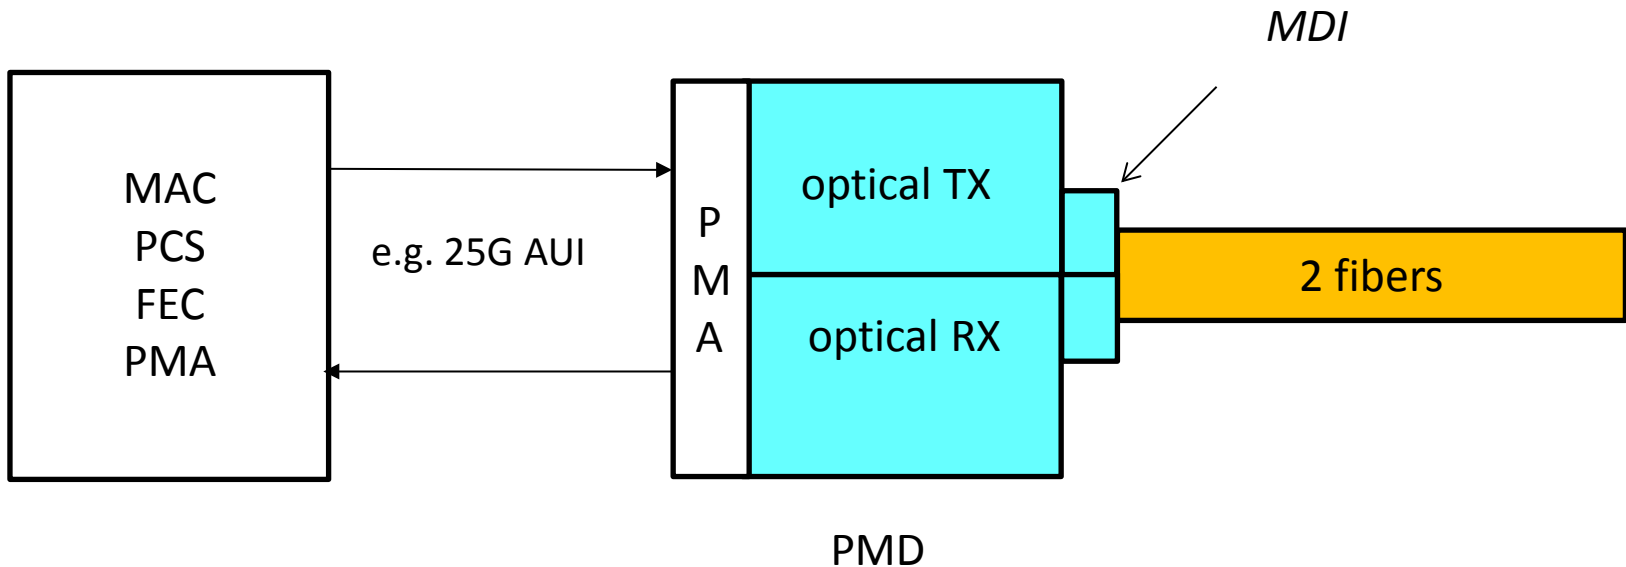 MDI
MAC
PCS
FEC
PMA
e.g. 25G AUI
P
M
A
optical TX
optical RX
2 fibers
PMD